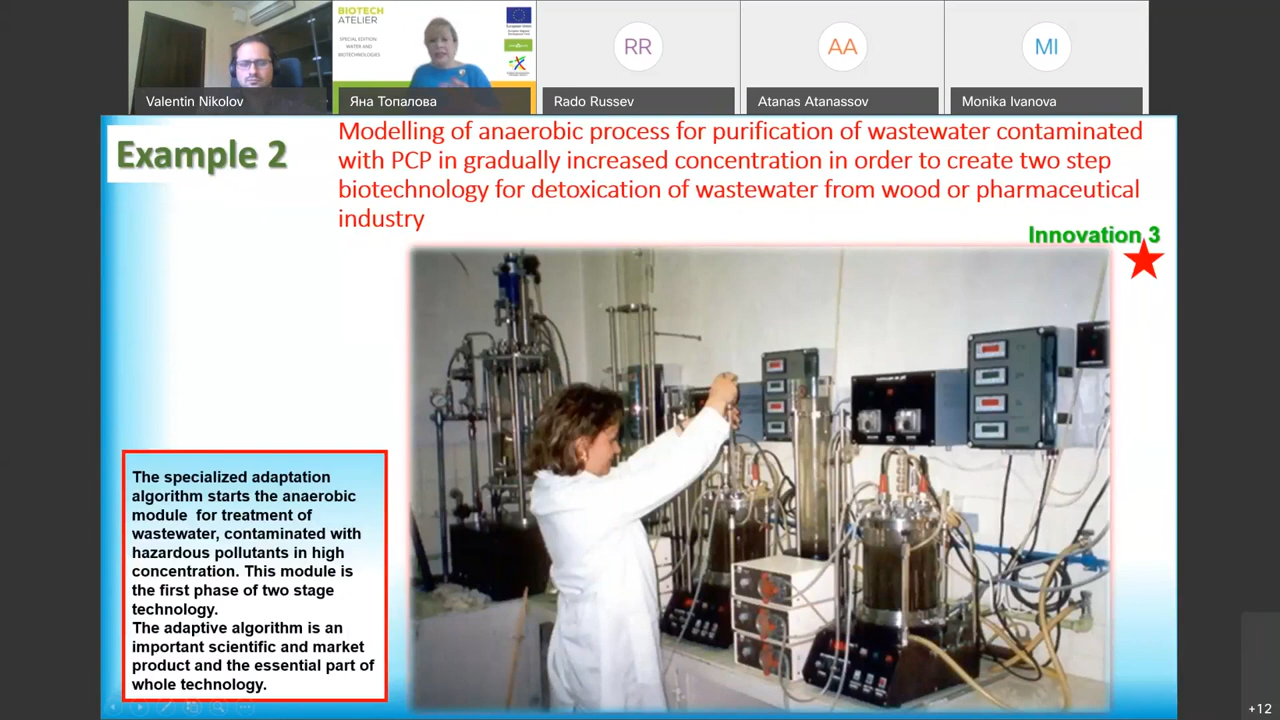 BIOTECH
ATELIER
SPECIAL EDITION
WATER AND
BIOTECHNOLOGIES
RR
AA
MI
Valentin Nikolov
Яна Топалова
Rado Russev
Atanas Atanassov
Monika Ivanova
Example 2
Modelling of anaerobic process for purification of wastewater contaminated
with PCP in gradually increased concentration in order to create two step
biotechnology for detoxication of wastewater from wood or pharmaceutical
industry
Innovation 3
The specialized adaptation
algorithm starts the anaerobic
module for treatment of
wastewater, contaminated with
hazardous pollutants in high
concentration. This module is
the first phase of two stage
technology.
The adaptive algorithm is an
important scientific and market
product and the essential part of
whole technology.
+12